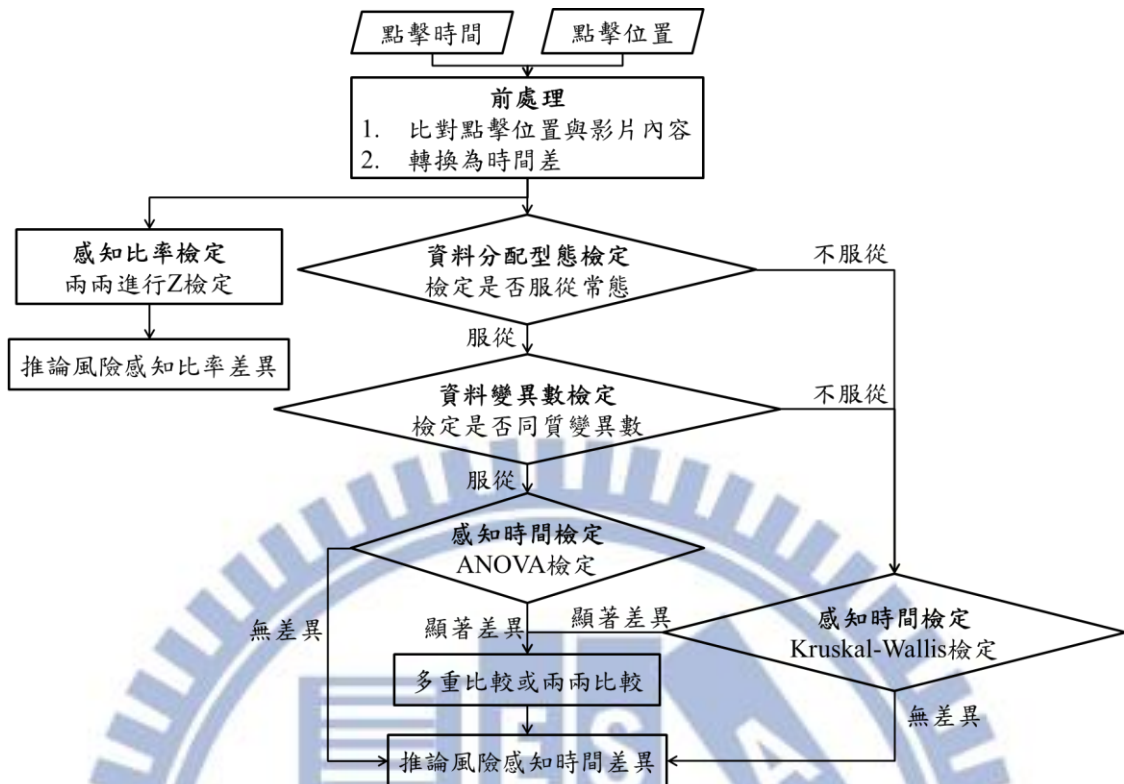 點擊時間
點擊位置
前處理
1. 比對點擊位置與影片內容
2. 轉換為時間差
感知比率檢定
兩兩進行Z檢定
推論風險感知比率差異
資料分配型態檢定
檢定是否服從常態
不服從
服從
資料變異數檢定
檢定是否同質變異數
不服從
服從
感知時間檢定
ANOVA檢定
無差異
顯著差異
顯著差異
感知時間檢定
Kruskal-Wallis檢定
多重比較或兩兩比較
無差異
推論風險感知時間差異
E
S
A